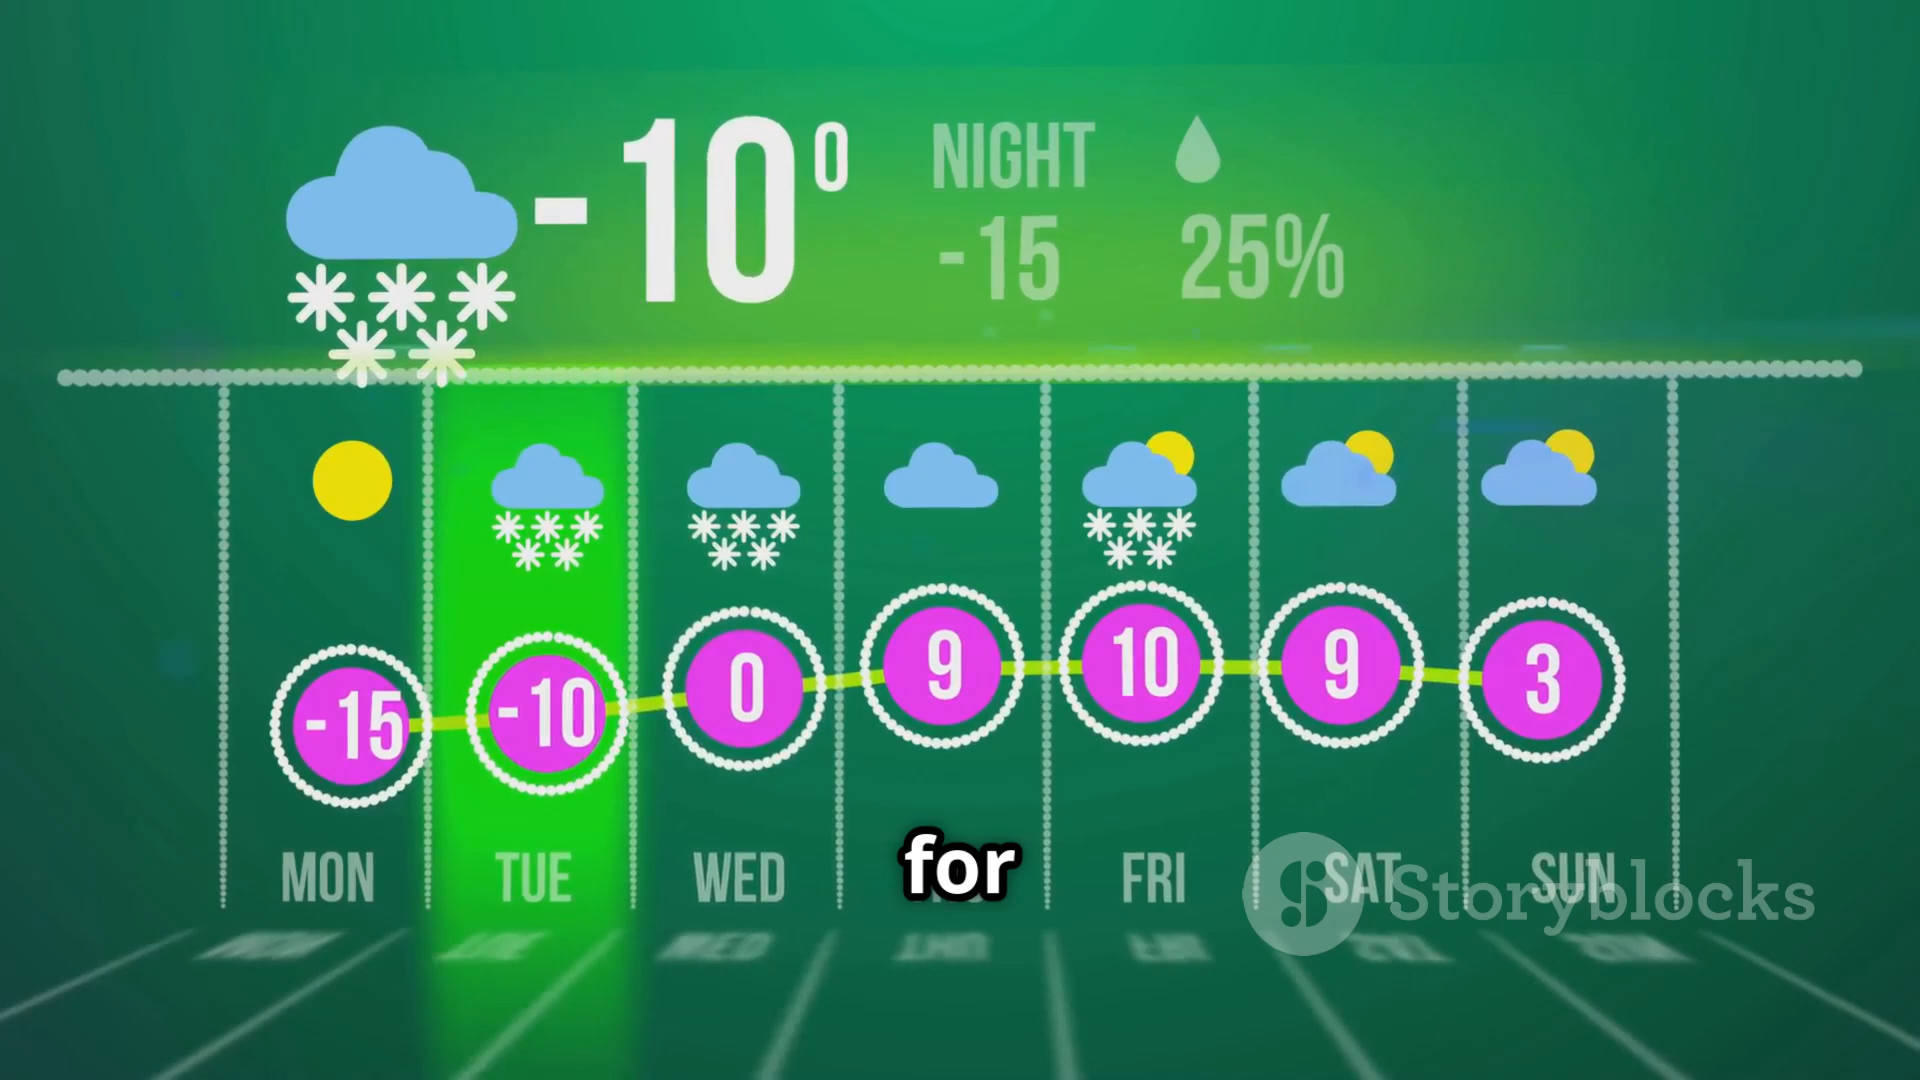 -10°
NIGHT
-15
25%
-15
-10
0
9
10
9
3
MON
TUE
WED
for
FRI
SAT
SUN
Storyblocks